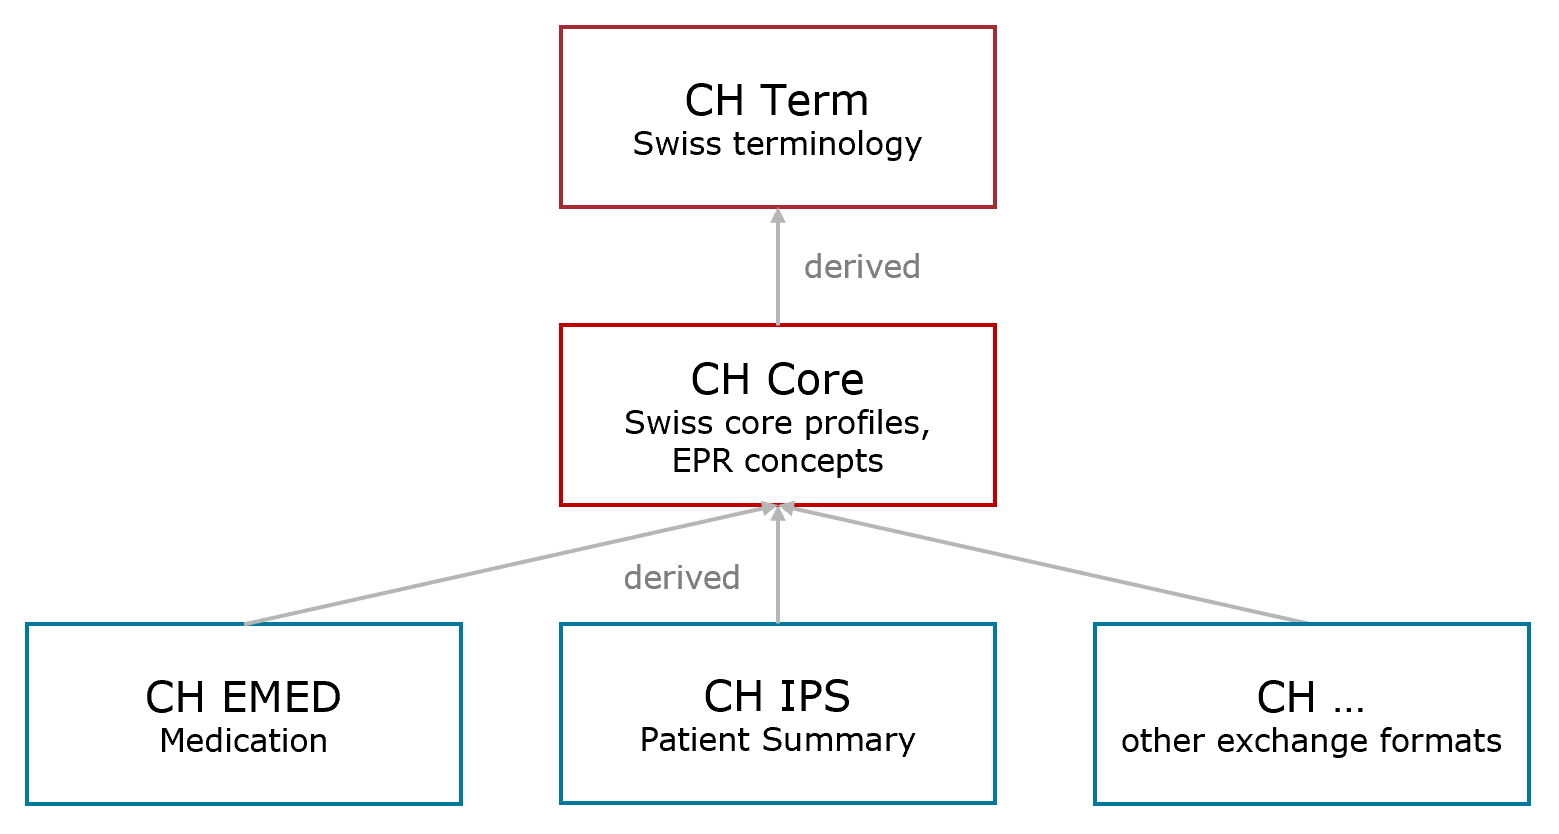 CH Term
Swiss terminology
derived
CH Core
Swiss core profiles,
EPR concepts
derived
CH EMED
Medication
CH IPS
Patient Summary
CH ...
other exchange formats